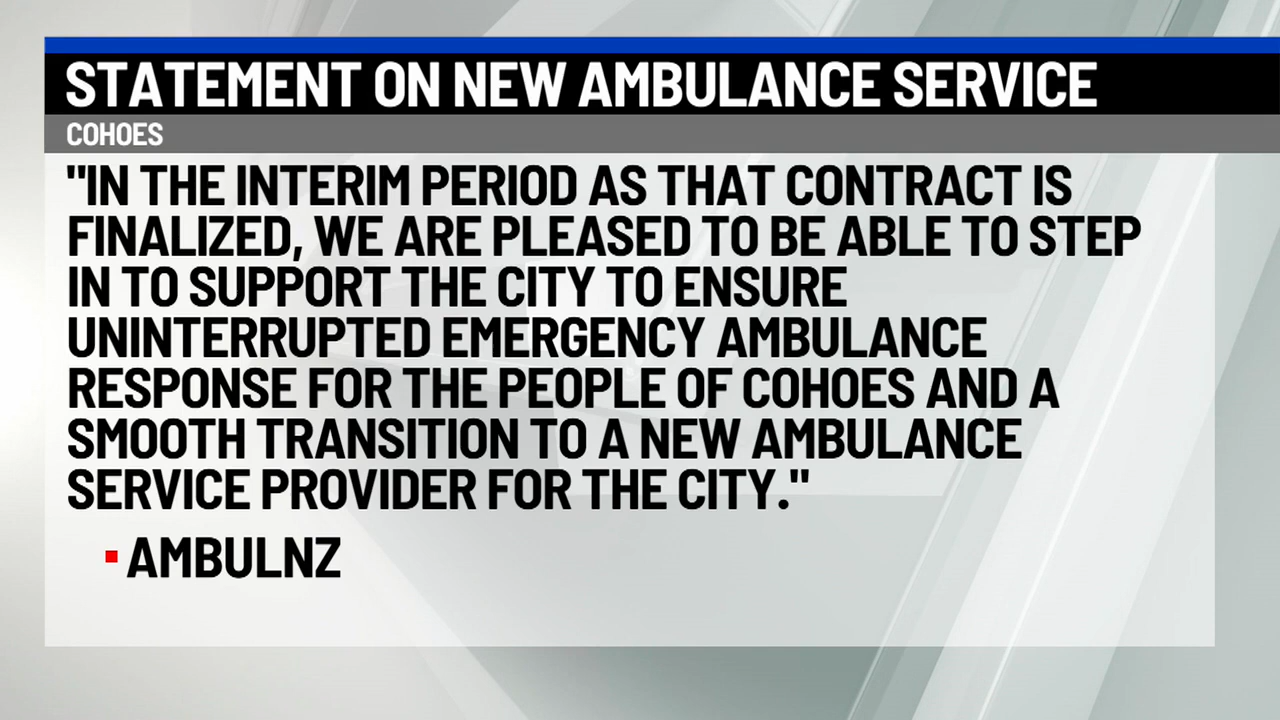 STATEMENT ON NEW AMBULANCE SERVICE
COHOES
"IN THE INTERIM PERIOD AS THAT CONTRACT IS
FINALIZED, WE ARE PLEASED TO BE ABLE TO STEP
IN TO SUPPORT THE CITY TO ENSURE
UNINTERRUPTED EMERGENCY AMBULANCE
RESPONSE FOR THE PEOPLE OF COHOES AND A
SMOOTH TRANSITION TO A NEW AMBULANCE
SERVICE PROVIDER FOR THE CITY."
AMBULNZ